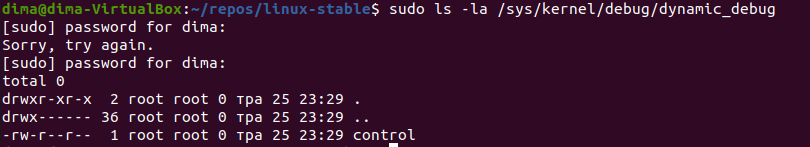 dima@dima-VirtualBox:~/repos/linux-stable$ sudo ls -la /sys/kernel/debug/dynamic_debug
[sudo] password for dima:
Sorry, try again.
[sudo] password for dima:
total 0
drwxr-xr-x  2 root root 0 тра 25 23:29 .
drwx------ 36 root root 0 тра 25 23:29 ..
-rw-r--r--  1 root root 0 тра 25 23:29 control